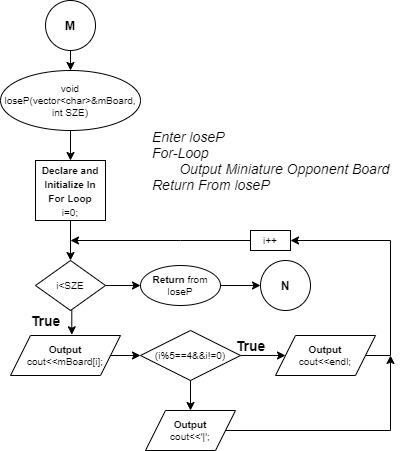 M
void
loseP(vector<char>&mBoard,
int SZE)
Enter loseP
For-Loop
Output Miniature Opponent Board
Return From loseP
Declare and
Initialize In
For Loop
i=0;
i++
i<SZE
Return from
loseP
N
True
Output
cout<<mBoard[i];
(i%5==4&&i!=0)
True
Output
cout<<endl;
Output
cout<<'|';